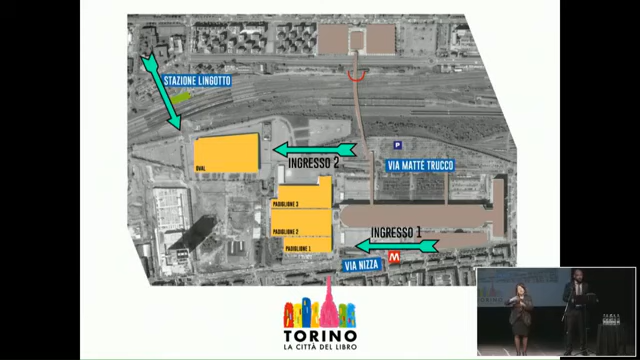 STAZIONE LINGOTTO
P
INGRESSO 2
VIA MATTÉ TRUCCO
OVAL
PADIGLIONE 3
PADIGLIONE 2
INGRESSO 1
PADIGLIONE 1
VIA NIZZA
M
TORINO
LA CITTÀ DEL LIBRO